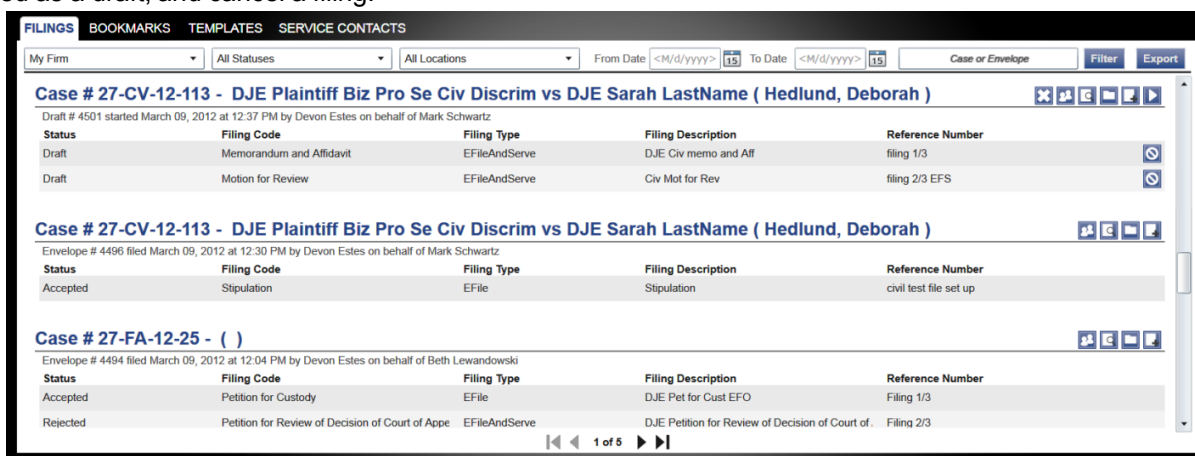 ed as a draft, and cancel a filing.
FILINGS BOOKMARKS TEMPLATES SERVICE CONTACTS
My Firm All Statuses All Locations From Date <M/d/yyyy> 15 To Date <M/d/yyyy> 15 Case or Envelope Filter Export
Case # 27-CV-12-113 - DJE Plaintiff Biz Pro Se Civ Discrim vs DJE Sarah LastName ( Hedlund, Deborah )
Draft # 4501 started March 09, 2012 at 12:37 PM by Devon Estes on behalf of Mark Schwartz
Status Filing Code Filing Type Filing Description Reference Number
Draft Memorandum and Affidavit EFileAndServe DJE Civ memo and Aff filing 1/3
Draft Motion for Review EFileAndServe Civ Mot for Rev filing 2/3 EFS
Case # 27-CV-12-113 - DJE Plaintiff Biz Pro Se Civ Discrim vs DJE Sarah LastName ( Hedlund, Deborah )
Envelope # 4496 filed March 09, 2012 at 12:30 PM by Devon Estes on behalf of Mark Schwartz
Status Filing Code Filing Type Filing Description Reference Number
Accepted Stipulation EFile Stipulation civil test file set up
Case # 27-FA-12-25 - ( )
Envelope # 4494 filed March 09, 2012 at 12:04 PM by Devon Estes on behalf of Beth Lewandowski
Status Filing Code Filing Type Filing Description Reference Number
Accepted Petition for Custody EFile DJE Pet for Cust EFO Filing 1/3
Rejected Petition for Review of Decision of Court of Appe EFileAndServe DJE Petition for Review of Decision of Court of . Filing 2/3
1 of 5